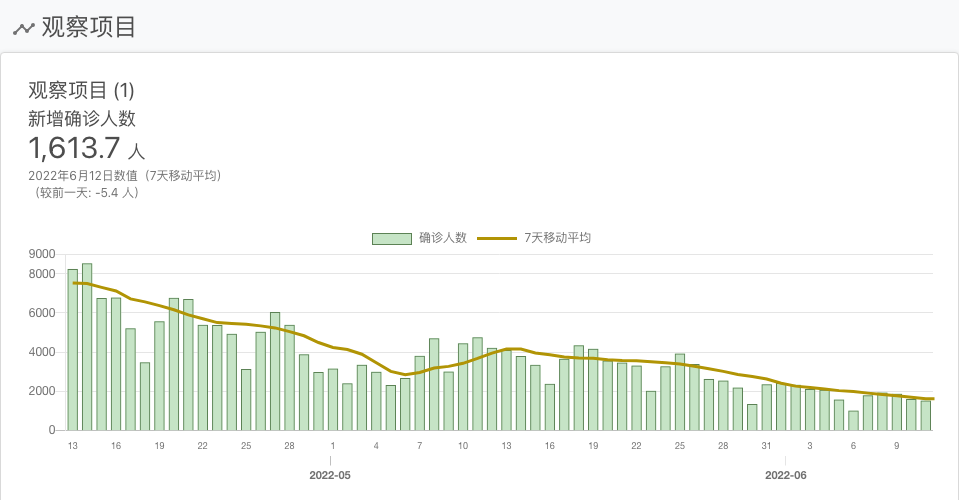 观察项目
观察项目 (1)
新增确诊人数
1,613.7 人
2022年6月12日数值（7天移动平均）
（较前一天: -5.4 人）
确诊人数 7天移动平均
9000
8000
6000
4000
2000
0
13 16 19 22 25 28 1 4 7 10 13 16 19 22 25 28 31 3 6 9
2022-05 2022-06